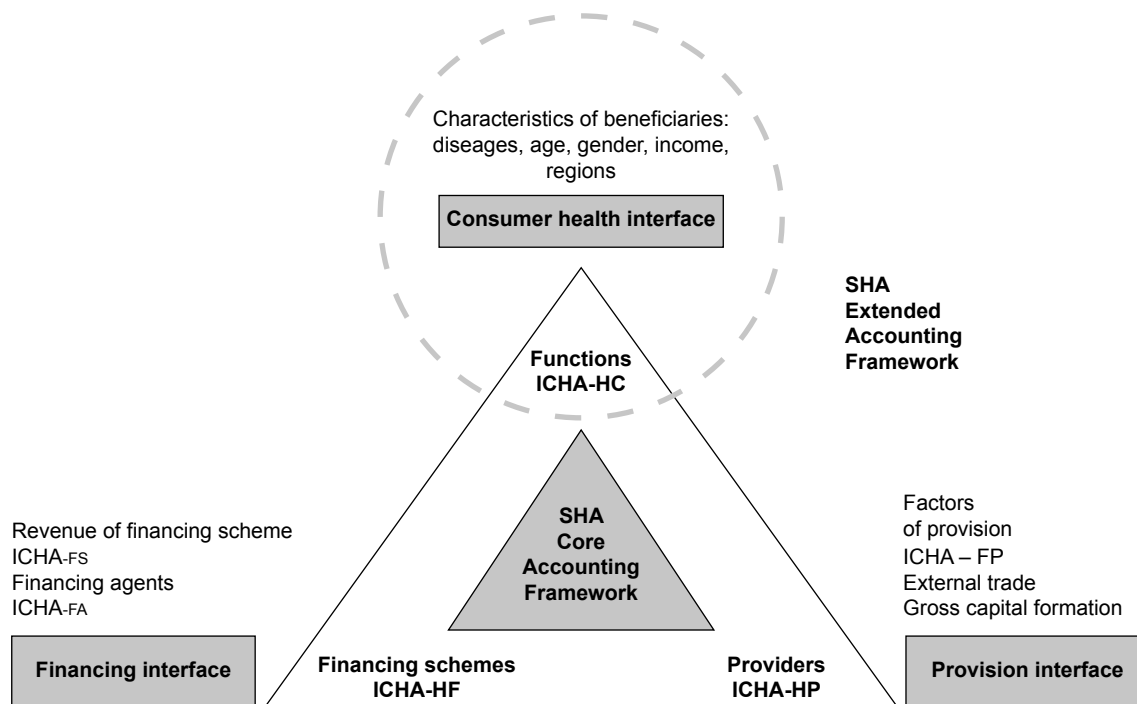 Characteristics of beneficiaries:
diseages, age, gender, income,
regions
Consumer health interface
SHA
Extended
Accounting
Framework
Functions
ICHA-HC
SHA
Core
Accounting
Framework
Revenue of financing scheme
ICHA-FS
Financing agents
ICHA-FA
Financing interface
Financing schemes
ICHA-HF
Providers
ICHA-HP
Factors
of provision
ICHA – FP
External trade
Gross capital formation
Provision interface